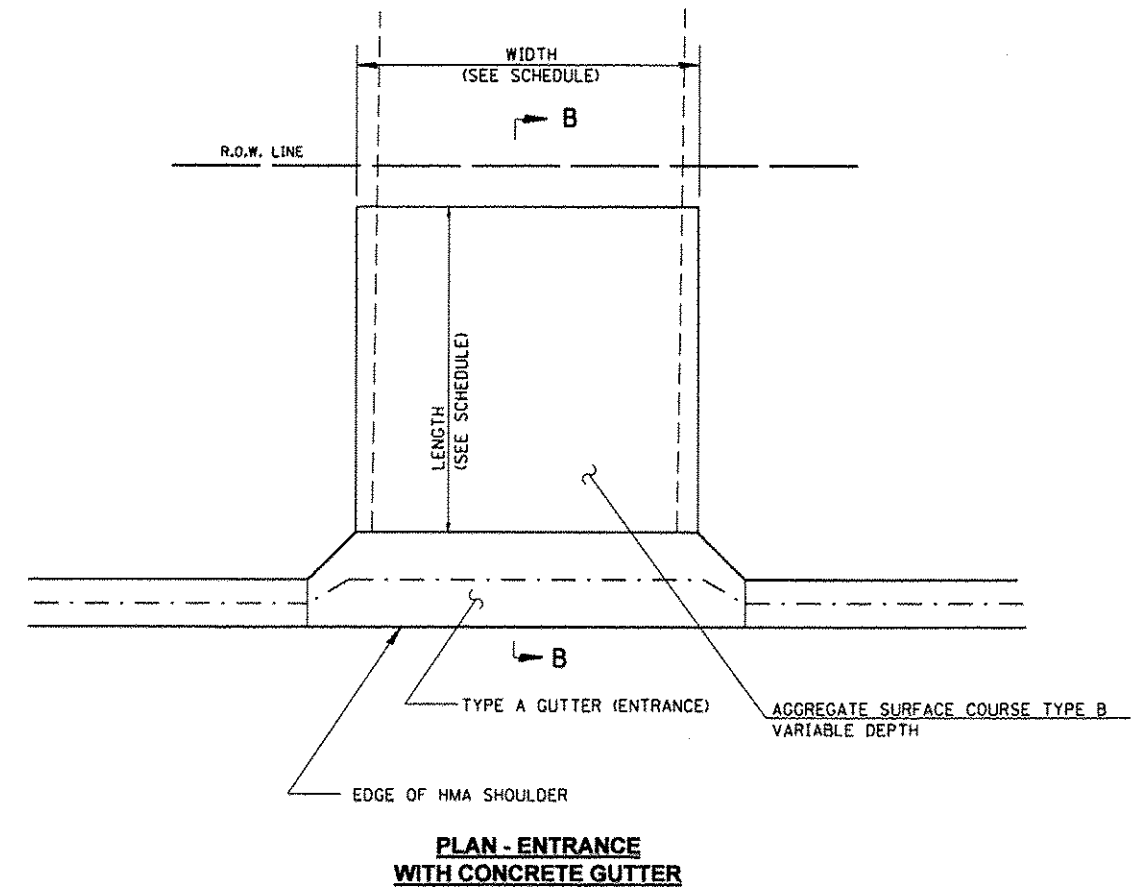 WIDTH
(SEE SCHEDULE)
B
R.O.W. LINE
LENGTH
(SEE SCHEDULE)
B
TYPE A GUTTER (ENTRANCE)
AGGREGATE SURFACE COURSE TYPE B
VARIABLE DEPTH
EDGE OF HMA SHOULDER
PLAN - ENTRANCE
WITH CONCRETE GUTTER